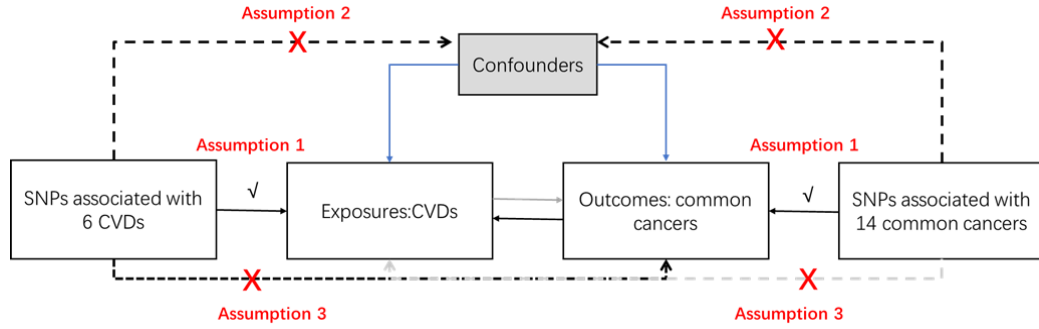 Assumption 2
Assumption 2
X
X
Confounders
Assumption 1
Assumption 1
SNPs associated with
6 CVDs
√
Exposures:CVDs
Outcomes: common
cancers
√
SNPs associated with
14 common cancers
X
X
Assumption 3
Assumption 3